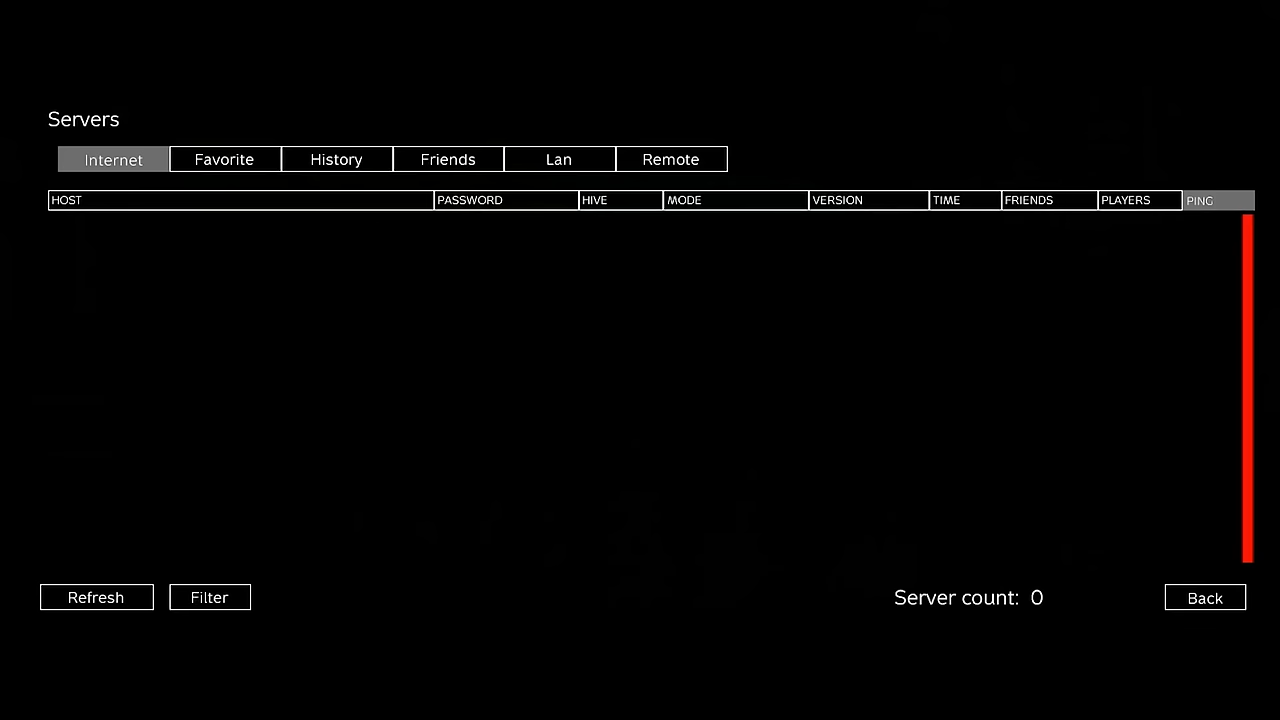 Servers
Internet Favorite History Friends Lan Remote
HOST PASSWORD HIVE MODE VERSION TIME FRIENDS PLAYERS PING
Refresh Filter Server count: 0 Back